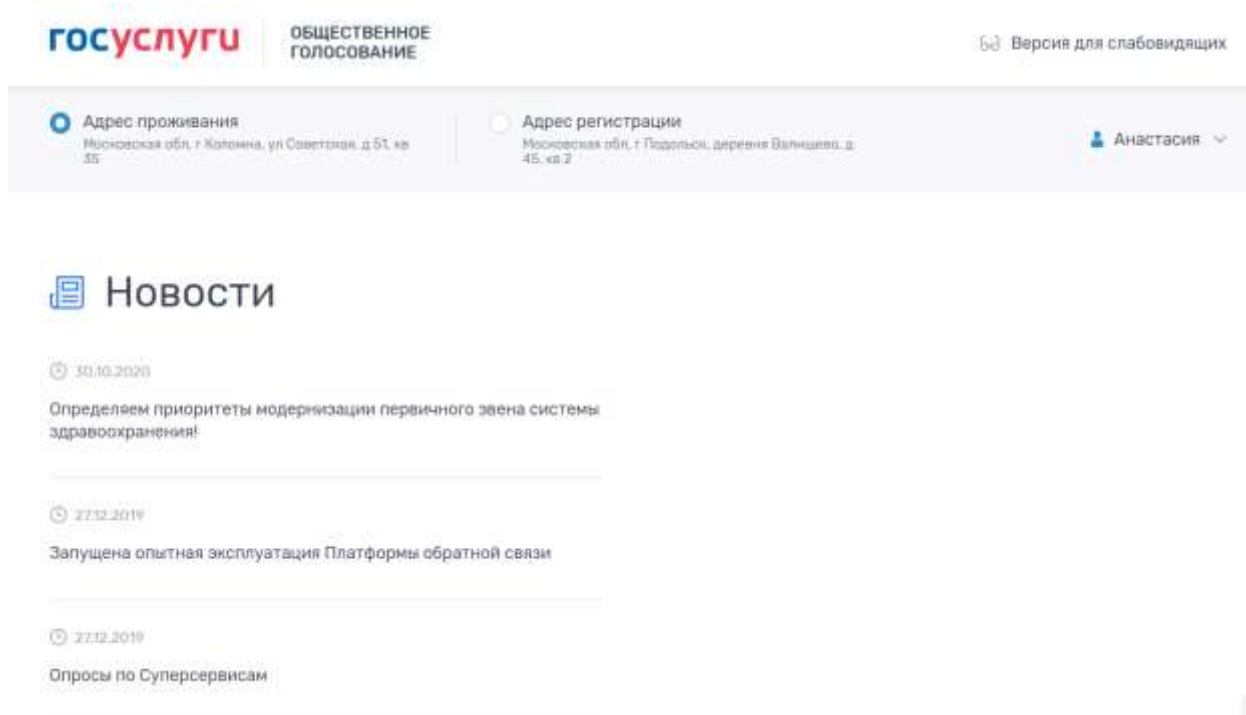 госуслуги
ОБЩЕСТВЕННОЕ
ГОЛОСОВАНИЕ
Версия для слабовидящих
Адрес проживания
Московская обл, г Коломна, ул Советская, д 51, кв
35
Адрес регистрации
Московская обл, г Подольск, деревня Валищево, д
45, кв 2
Анастасия
Новости
30.10.2020
Определяем приоритеты модернизации первичного звена системы
здравоохранения!
27.12.2019
Запущена опытная эксплуатация Платформы обратной связи
27.12.2019
Опросы по Суперсервисам